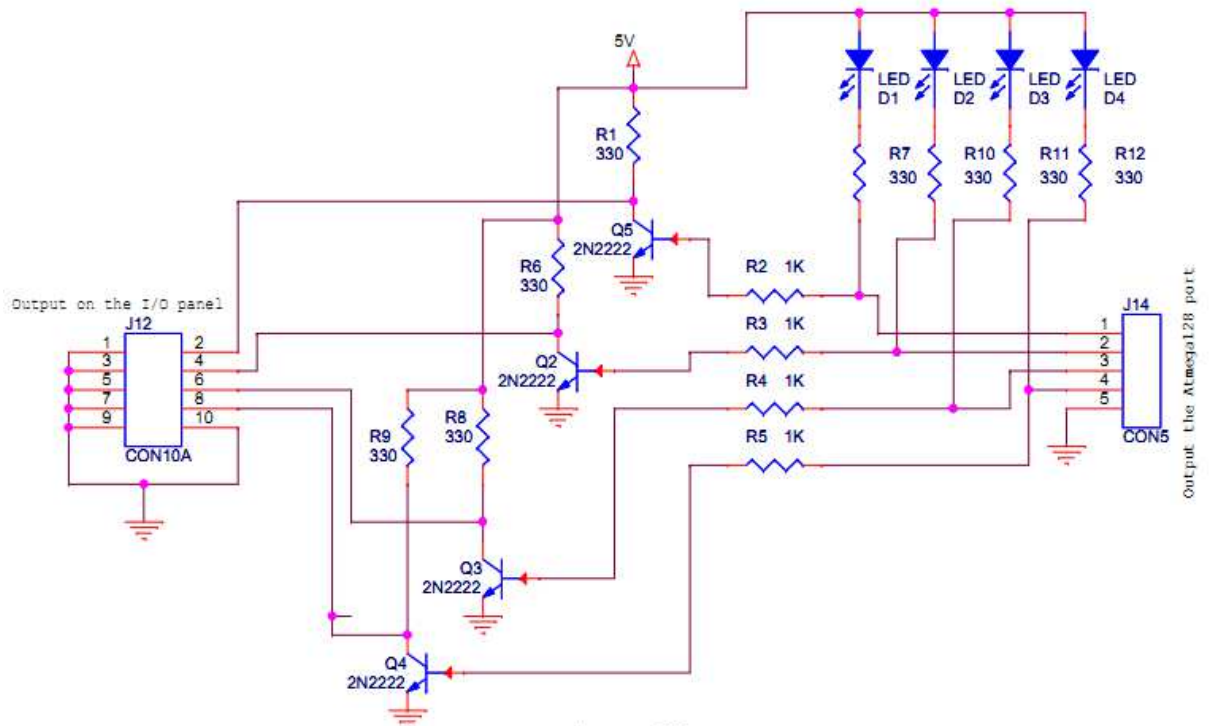 5V
LED
D1
LED
D2
LED
D3
LED
D4
R1
330
R7
330
R10
330
R11
330
R12
330
Q5
2N2222
R6
330
R2 1K
Output on the I/O panel
J12
1
3
5
7
9
2
4
6
8
10
CON10A
Q2
2N2222
R3 1K
R4 1K
R5 1K
J14
1
2
3
4
5
CON5
Output the Atmega128 port
R9
330
R8
330
Q3
2N2222
Q4
2N2222